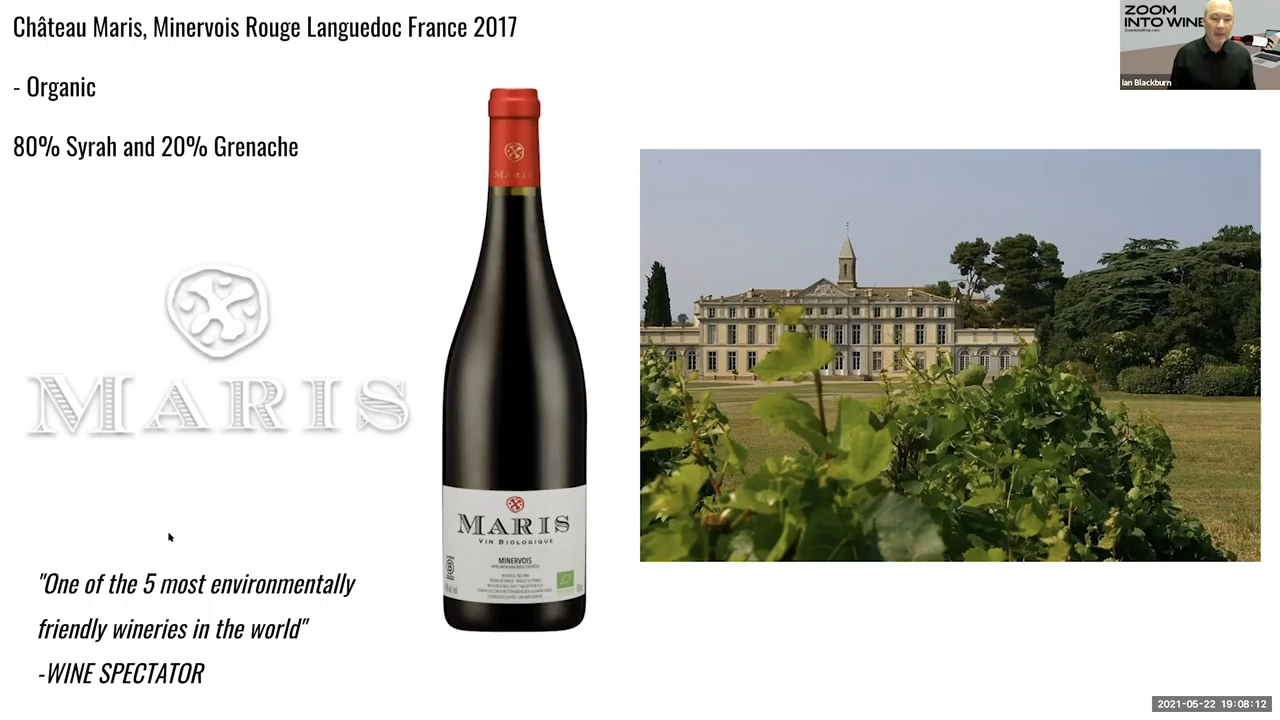 Château Maris, Minervois Rouge Languedoc France 2017
- Organic
80% Syrah and 20% Grenache
MARIS
"One of the 5 most environmentally
friendly wineries in the world"
-WINE SPECTATOR
MARIS
MARIS
VIN BIOLOGIQUE
MINERVOIS
ZOOM
INTO WINE
Ian Blackburn
2021-05-22 19:08:12